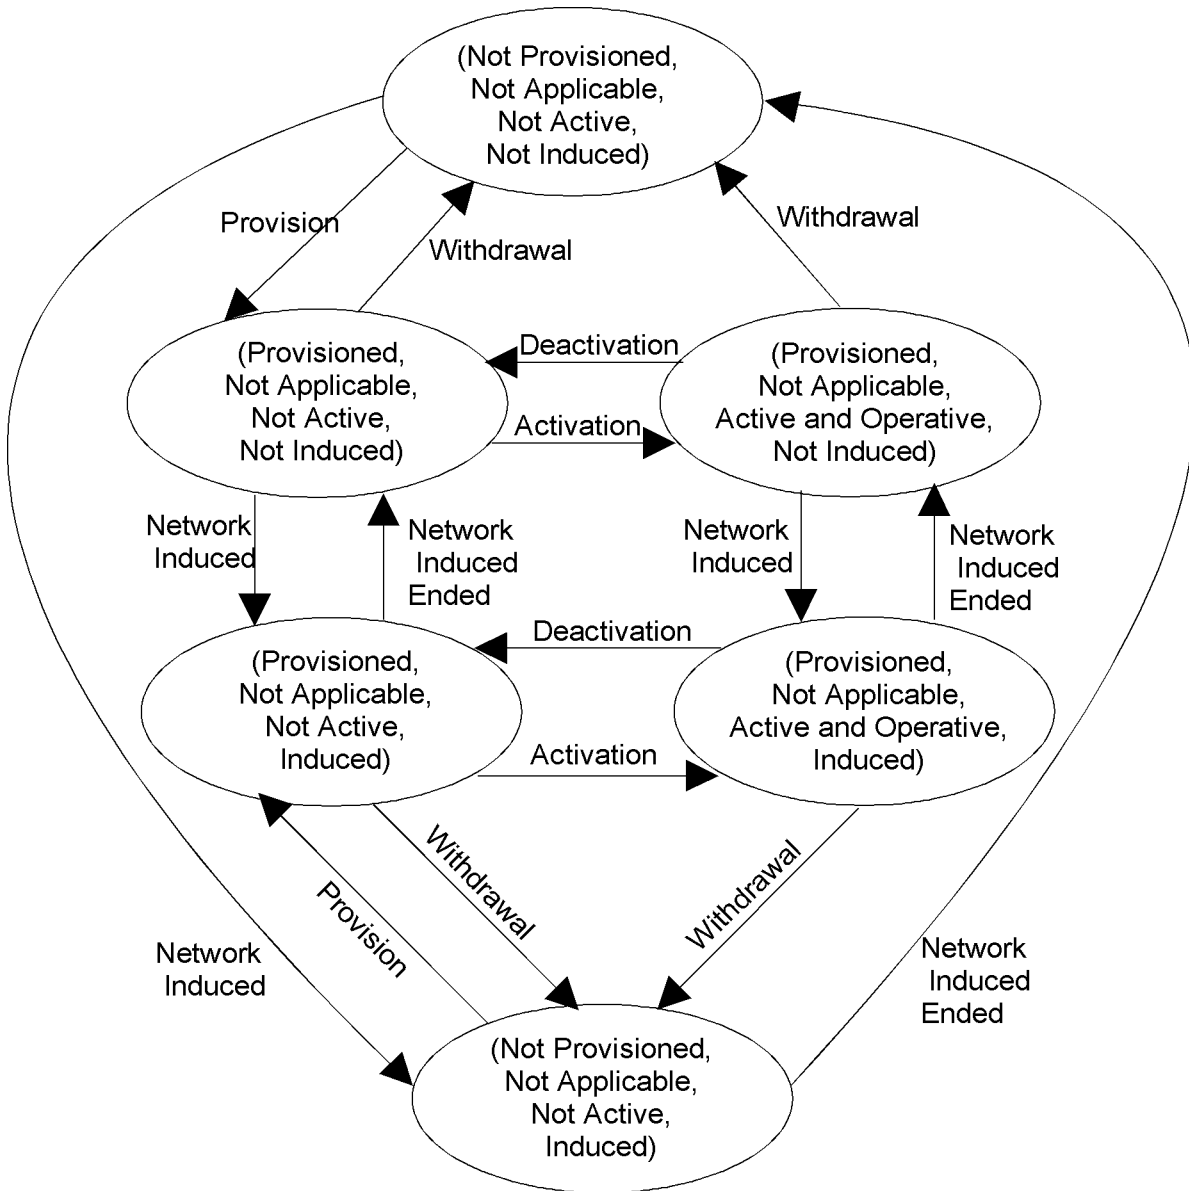 (Not Provisioned,
Not Applicable,
Not Active,
Not Induced)
Provision
Withdrawal
Withdrawal
(Provisioned,
Not Applicable,
Not Active,
Not Induced)
Deactivation
Activation
(Provisioned,
Not Applicable,
Active and Operative,
Not Induced)
Network
Induced
Network
Induced
Ended
Network
Induced
Network
Induced
Ended
(Provisioned,
Not Applicable,
Not Active,
Induced)
Deactivation
Activation
(Provisioned,
Not Applicable,
Active and Operative,
Induced)
Provision
Withdrawal
Withdrawal
Network
Induced
Network
Induced
Ended
(Not Provisioned,
Not Applicable,
Not Active,
Induced)